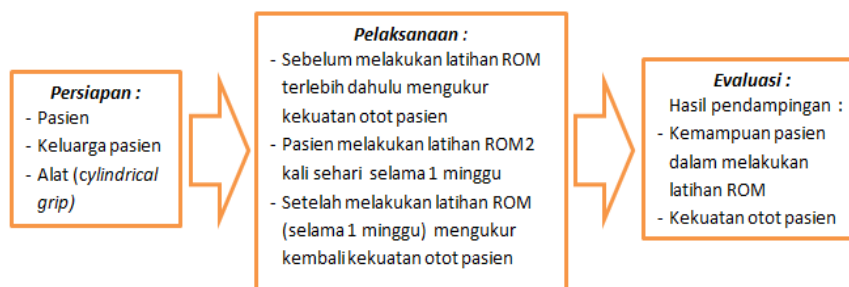 Persiapan :
- Pasien
- Keluarga pasien
- Alat (cylindrical
grip)
Pelaksanaan :
- Sebelum melakukan latihan ROM
terlebih dahulu mengukur
kekuatan otot pasien
- Pasien melakukan latihan ROM2
kali sehari selama 1 minggu
- Setelah melakukan latihan ROM
(selama 1 minggu) mengukur
kembali kekuatan otot pasien
Evaluasi :
Hasil pendampingan :
- Kemampuan pasien
dalam melakukan
latihan ROM
- Kekuatan otot pasien